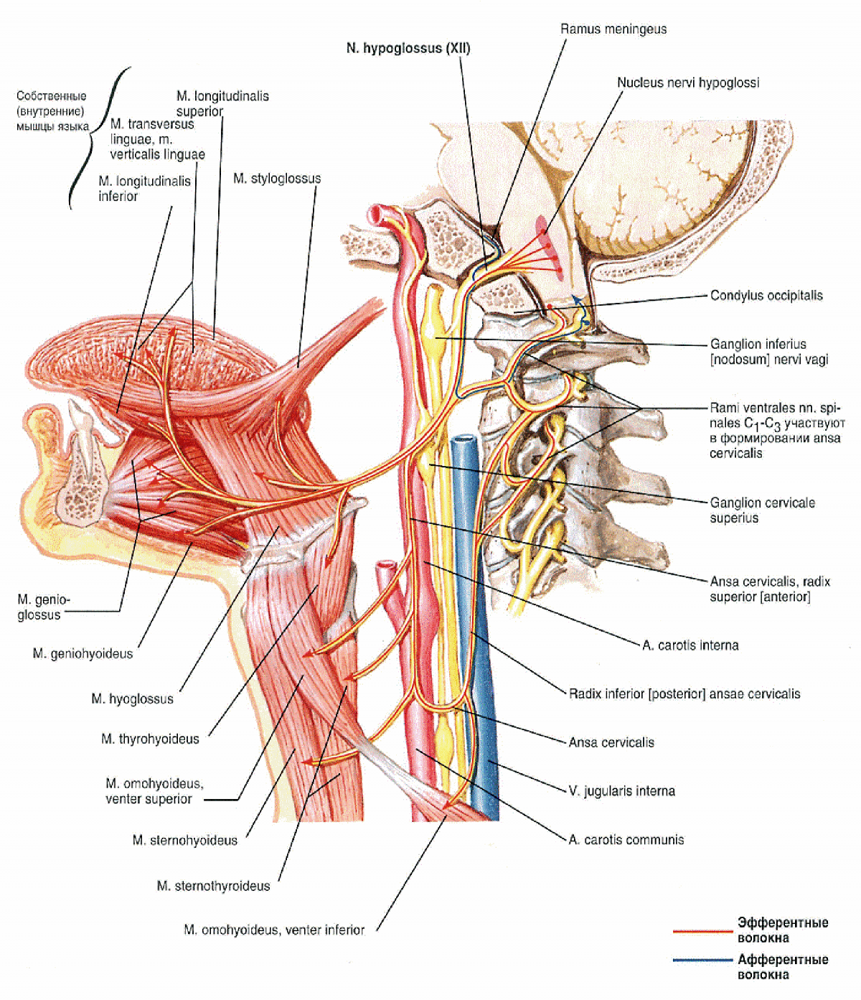 Ramus meningeus
N. hypoglossus (XII)
Nucleus nervi hypoglossi
Собственные
(внутренние)
мышцы языка
M. longitudinalis
superior
M. transversus
linguae, m.
verticalis linguae
M. longitudinalis
inferior
M. styloglossus
Condylus occipitalis
Ganglion inferius
[nodosum] nervi vagi
Rami ventrales nn. spi-
nales C1-C3 участвуют
в формировании ansa
cervicalis
Ganglion cervicale
superius
Ansa cervicalis, radix
superior [anterior]
A. carotis interna
Radix inferior [posterior] ansae cervicalis
Ansa cervicalis
V. jugularis interna
A. carotis communis
M. genio-
glossus
M. geniohyoideus
M. hyoglossus
M. thyrohyoideus
M. omohyoideus,
venter superior
M. sternohyoideus
M. sternothyroideus
M. omohyoideus, venter inferior
Эфферентные
волокна
Афферентные
волокна